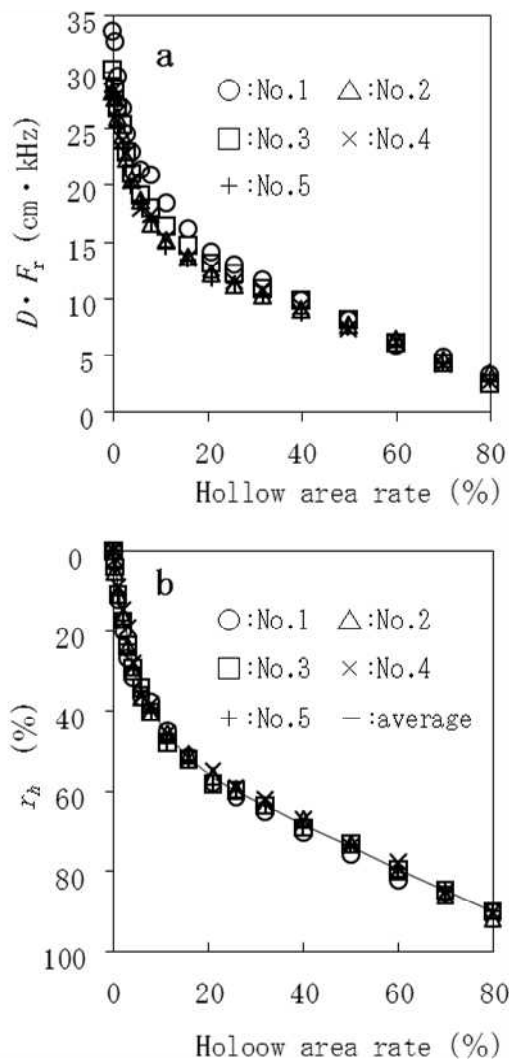 35
30
25
20
15
10
5
0
D・Fr (cm・kHz)
a
○:No.1 △:No.2
□:No.3 ×:No.4
+:No.5
0 20 40 60 80
Hollow area rate (%)
0
20
40
60
80
100
rh (%)
b
○:No.1 △:No.2
□:No.3 ×:No.4
+:No.5 —:average
0 20 40 60 80
Holoow area rate (%)